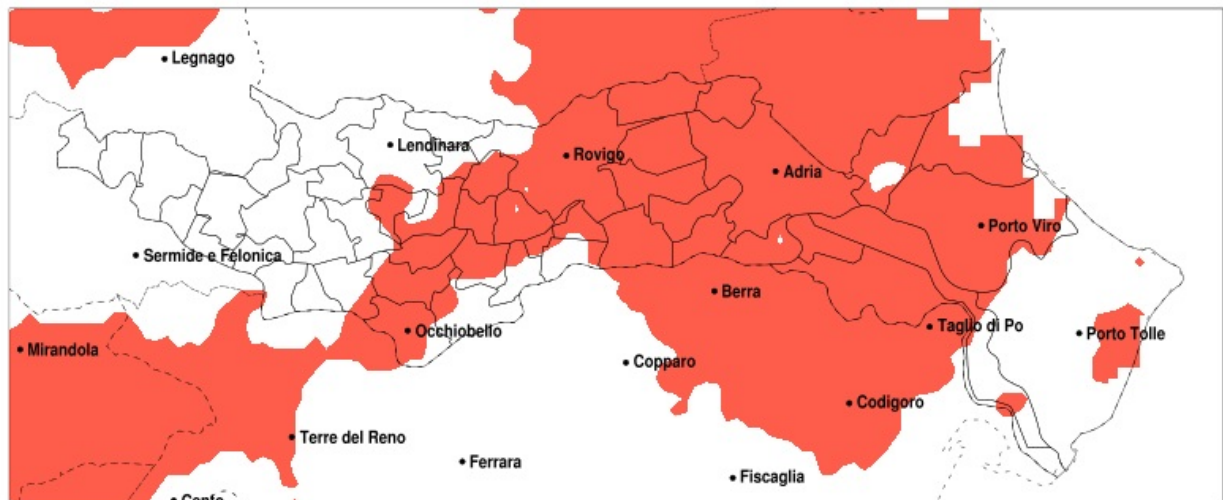 Legnago
Lendinara
Rovigo
Adria
Porto Viro
Sermide e Felonica
Berra
Occhiobello
Taglio di Po
Porto Tolle
Mirandola
Copparo
Codigoro
Terre del Reno
Ferrara
Fiscaglia